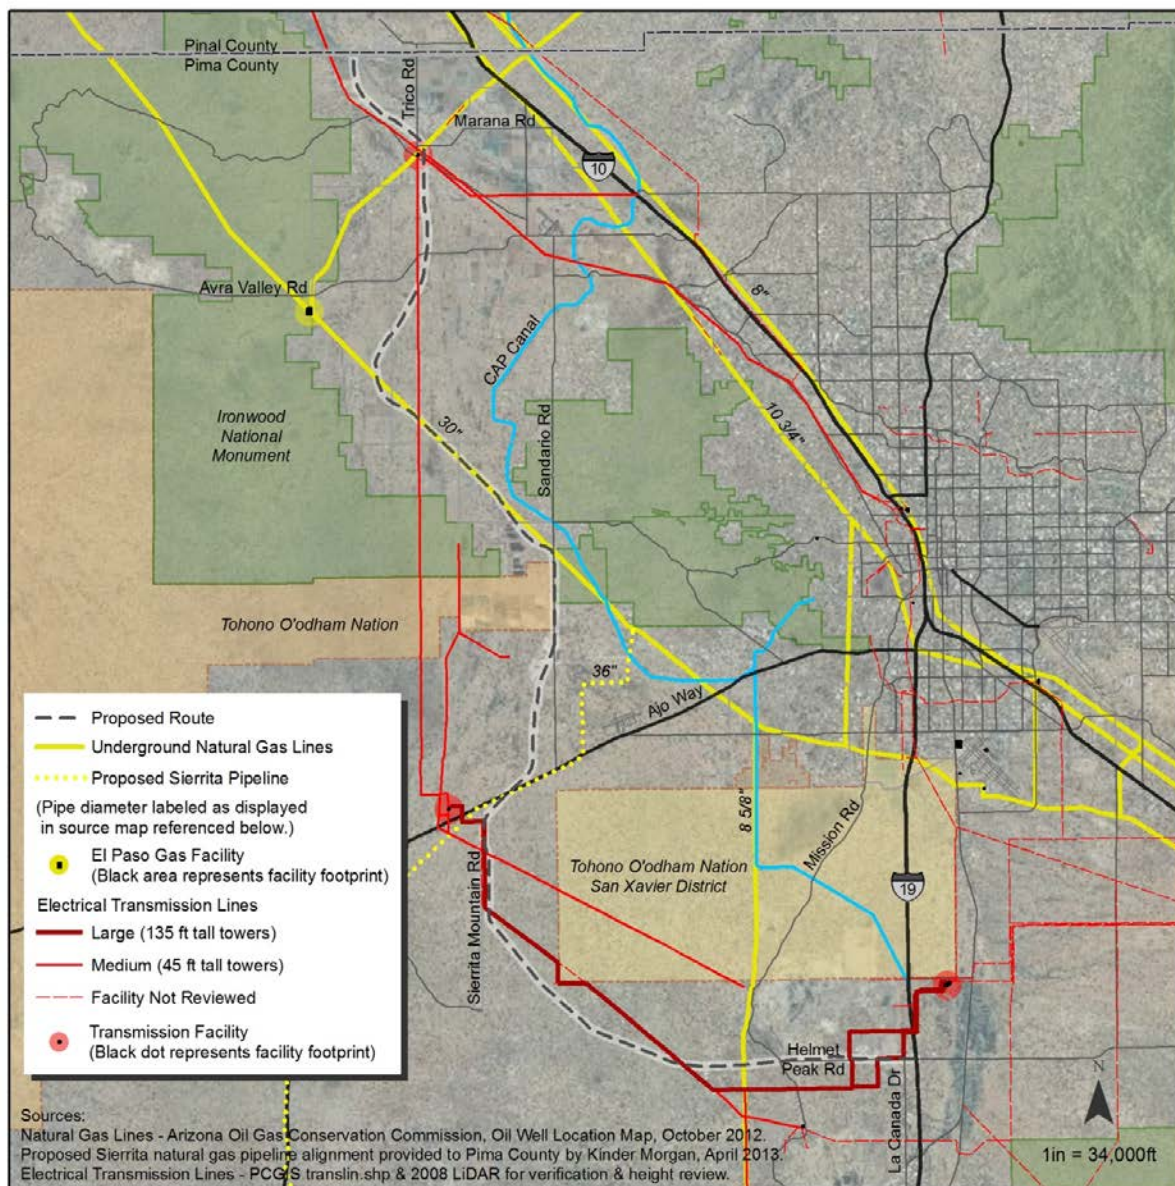 Pinal County
Pima County
Trico Rd
Marana Rd
10
Avra Valley Rd
8"
CAP Canal
Ironwood
National
Monument
30"
Sandario Rd
10 3/4"
Tohono O'odham Nation
36"
Ajo Way
8 5/8"
Mission Rd
Tohono O'odham Nation
San Xavier District
19
Sierrita Mountain Rd
Helmet
Peak Rd
La Canada Dr
N
1in = 34,000ft
Proposed Route
Underground Natural Gas Lines
Proposed Sierrita Pipeline
(Pipe diameter labeled as displayed
in source map referenced below.)
El Paso Gas Facility
(Black area represents facility footprint)
Electrical Transmission Lines
Large (135 ft tall towers)
Medium (45 ft tall towers)
Facility Not Reviewed
Transmission Facility
(Black dot represents facility footprint)
Sources:
Natural Gas Lines - Arizona Oil Gas Conservation Commission, Oil Well Location Map, October 2012.
Proposed Sierrita natural gas pipeline alignment provided to Pima County by Kinder Morgan, April 2013.
Electrical Transmission Lines - PCGIS translin.shp & 2008 LiDAR for verification & height review.